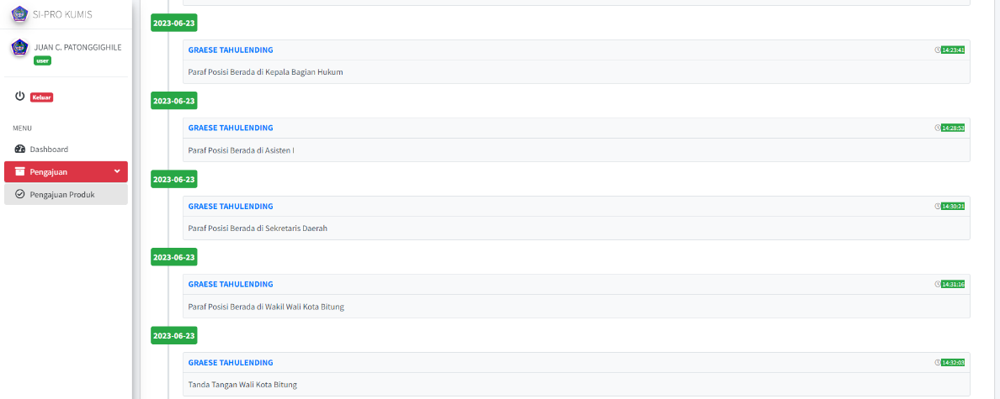 SI-PRO KUMIS
JUAN C. PATONGGIGHILE
user
Keluar
MENU
Dashboard
Pengajuan
Pengajuan Produk
2023-06-23
GRAESE TAHULENDING 14:23:41
Paraf Posisi Berada di Kepala Bagian Hukum
2023-06-23
GRAESE TAHULENDING 14:28:53
Paraf Posisi Berada di Asisten I
2023-06-23
GRAESE TAHULENDING 14:30:21
Paraf Posisi Berada di Sekretaris Daerah
2023-06-23
GRAESE TAHULENDING 14:31:16
Paraf Posisi Berada di Wakil Wali Kota Bitung
2023-06-23
GRAESE TAHULENDING 14:32:03
Tanda Tangan Wali Kota Bitung